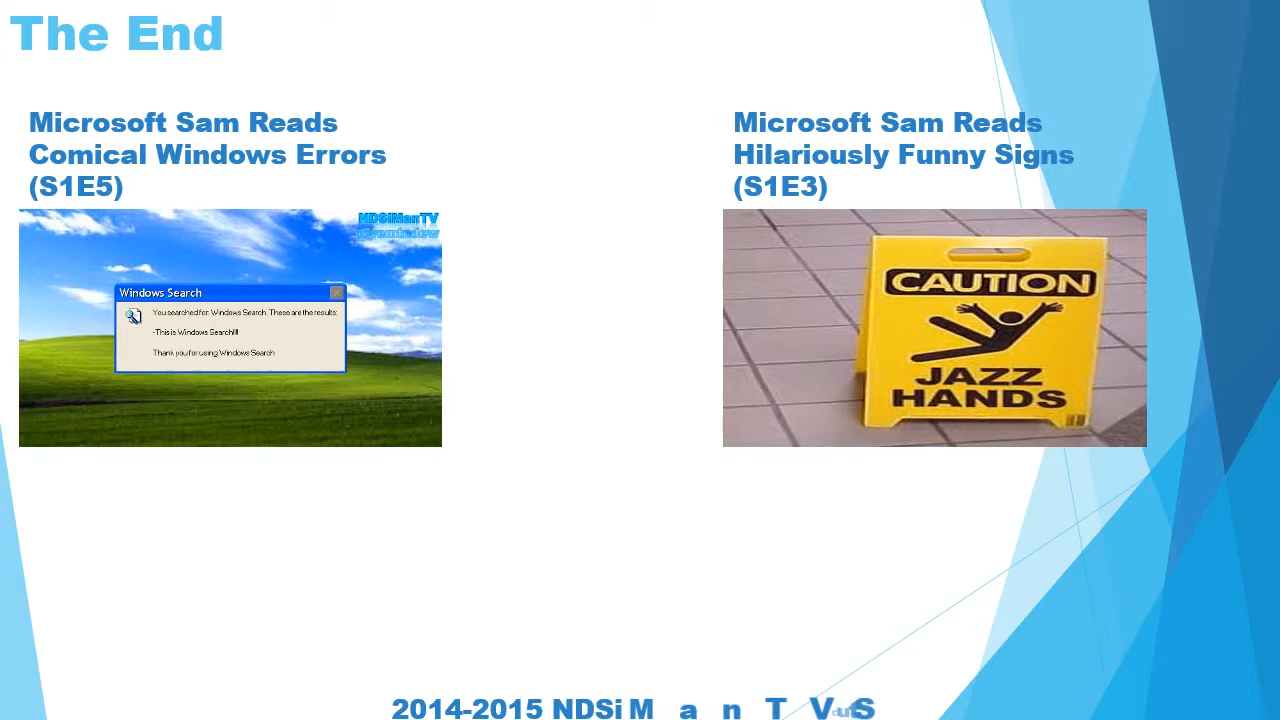 The End
Microsoft Sam Reads
Comical Windows Errors
(S1E5)
Microsoft Sam Reads
Hilariously Funny Signs
(S1E3)
NDSiManTV
Windows Search
You searched for: Windows Search. These are the results:
-This is Windows Search!!!!
Thank you for using Windows Search
CAUTION
JAZZ
HANDS
2014-2015 NDSiManTV